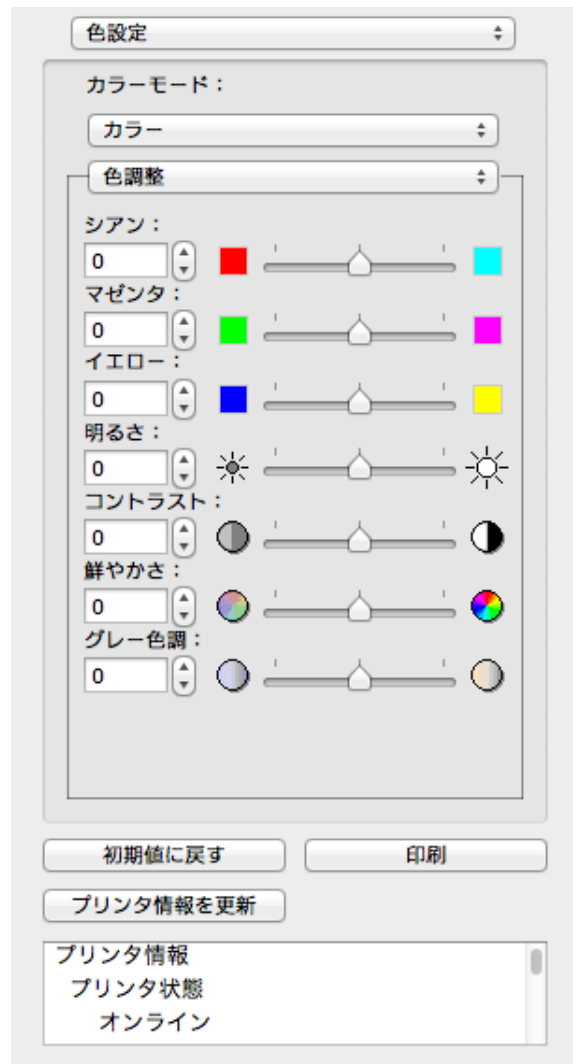 色設定
カラーモード：
カラー
色調整
シアン：
0
マゼンタ：
0
イエロー：
0
明るさ：
0
コントラスト：
0
鮮やかさ：
0
グレー色調：
0
初期値に戻す 印刷
プリンタ情報を更新
プリンタ情報
プリンタ状態
オンライン